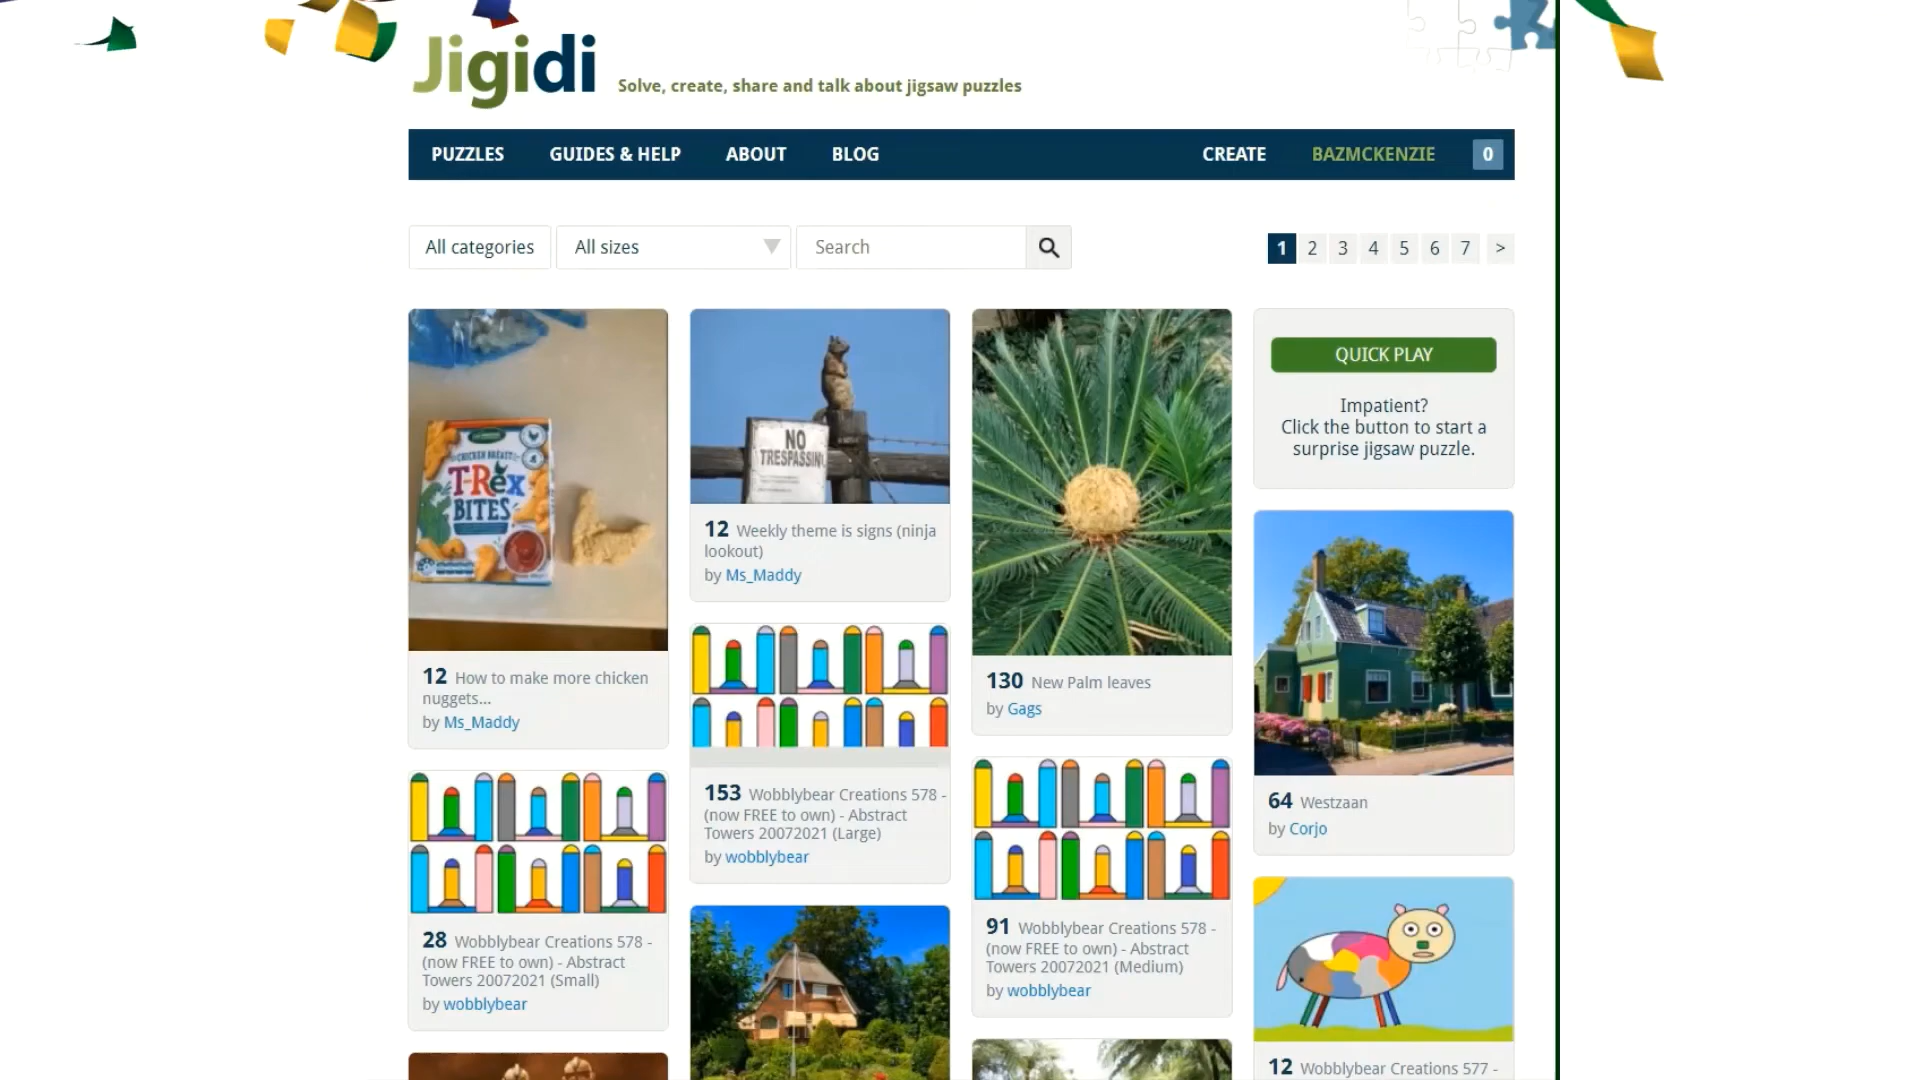 Jigidi
Solve, create, share and talk about jigsaw puzzles
PUZZLES GUIDES & HELP ABOUT BLOG CREATE BAZMCKENZIE 0
All categories All sizes Search 1 2 3 4 5 6 7 >
CHICKEN BREAST
T-REX
BITES
12 How to make more chicken
nuggets...
by Ms_Maddy
28 Wobblybear Creations 578 -
(now FREE to own) - Abstract
Towers 20072021 (Small)
by wobblybear
NO
TRESPASSING
12 Weekly theme is signs (ninja
lookout)
by Ms_Maddy
153 Wobblybear Creations 578 -
(now FREE to own) - Abstract
Towers 20072021 (Large)
by wobblybear
130 New Palm leaves
by Gags
91 Wobblybear Creations 578 -
(now FREE to own) - Abstract
Towers 20072021 (Medium)
by wobblybear
QUICK PLAY
Impatient?
Click the button to start a
surprise jigsaw puzzle.
64 Westzaan
by Corjo
12 Wobblybear Creations 577 -